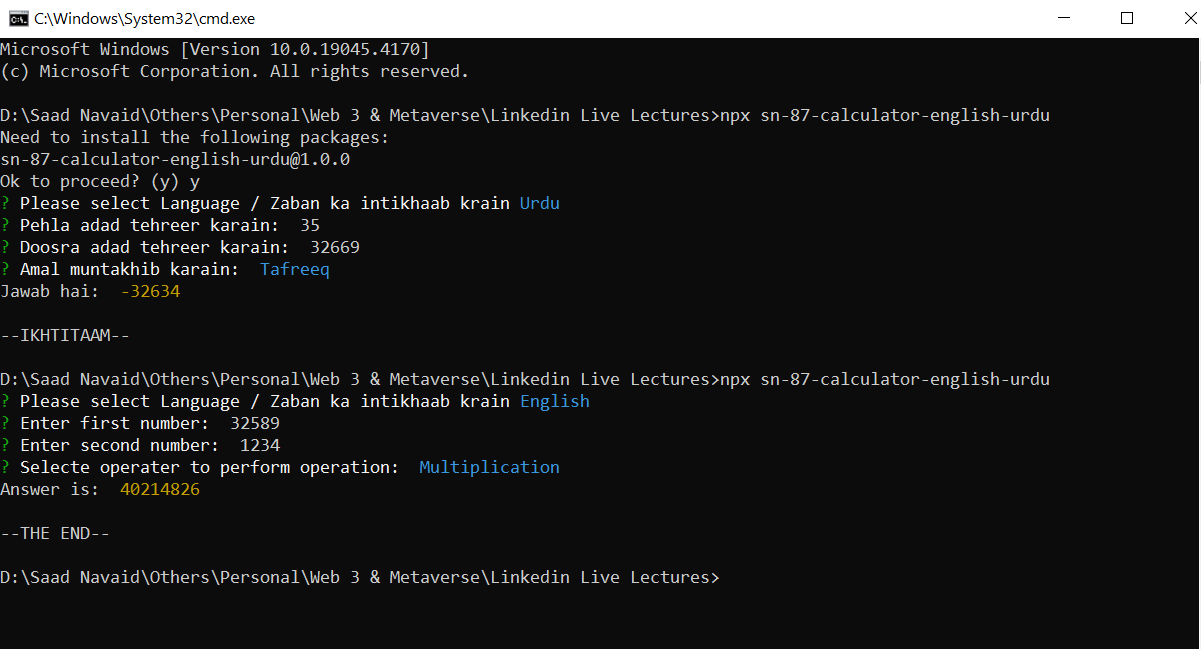 C:\Windows\System32\cmd.exe
Microsoft Windows [Version 10.0.19045.4170]
(c) Microsoft Corporation. All rights reserved.
D:\Saad Navaid\Others\Personal\Web 3 & Metaverse\Linkedin Live Lectures>npx sn-87-calculator-english-urdu
Need to install the following packages:
sn-87-calculator-english-urdu@1.0.0
Ok to proceed? (y) y
? Please select Language / Zaban ka intikhaab krain Urdu
? Pehla adad tehreer karain:  35
? Doosra adad tehreer karain:  32669
? Amal muntakhib karain:  Tafreeq
Jawab hai:  -32634
--IKHTITAAM--
D:\Saad Navaid\Others\Personal\Web 3 & Metaverse\Linkedin Live Lectures>npx sn-87-calculator-english-urdu
? Please select Language / Zaban ka intikhaab krain English
? Enter first number:  32589
? Enter second number:  1234
? Selecte operater to perform operation:  Multiplication
Answer is:  40214826
--THE END--
D:\Saad Navaid\Others\Personal\Web 3 & Metaverse\Linkedin Live Lectures>